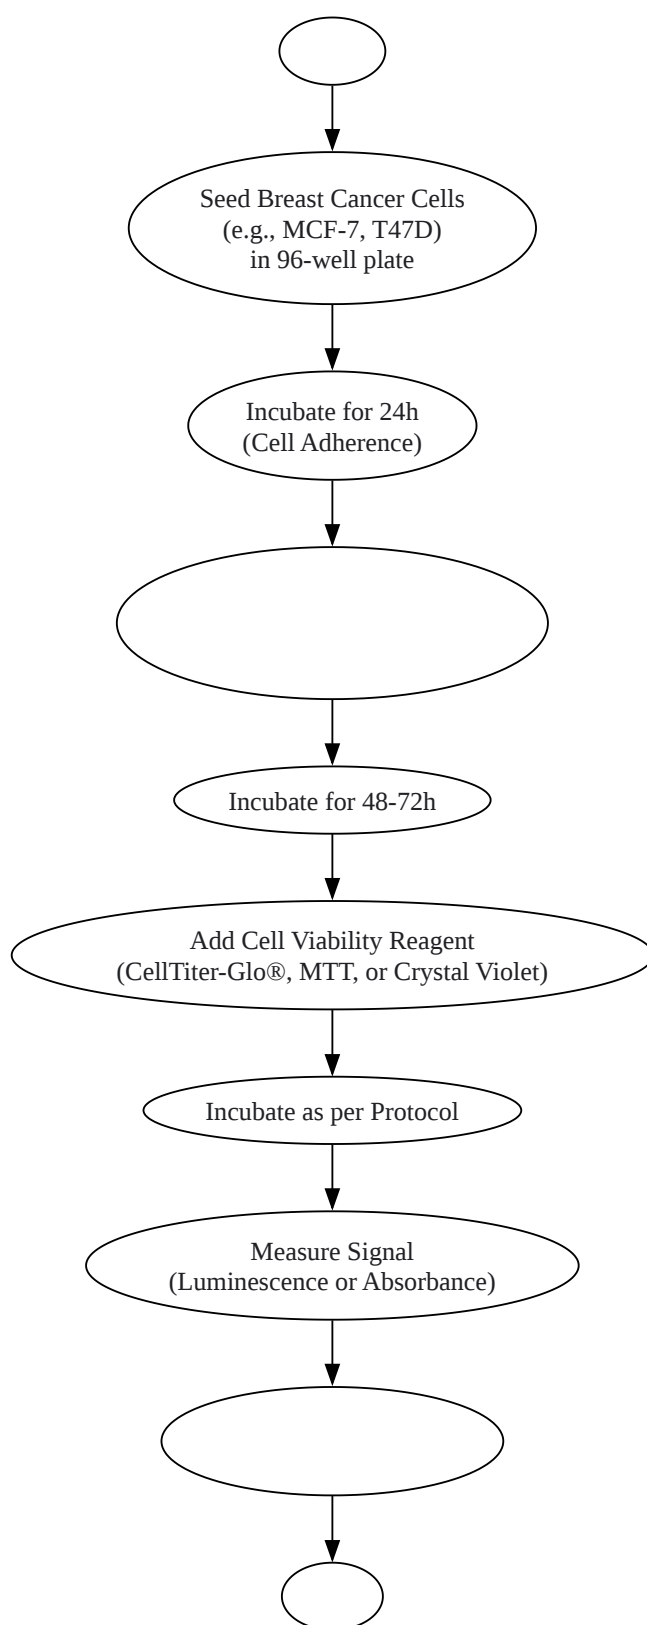 Seed Breast Cancer Cells
(e.g., MCF-7, T47D)
in 96-well plate
Incubate for 24h
(Cell Adherence)
Incubate for 48-72h
Add Cell Viability Reagent
(CellTiter-Glo®, MTT, or Crystal Violet)
Incubate as per Protocol
Measure Signal
(Luminescence or Absorbance)